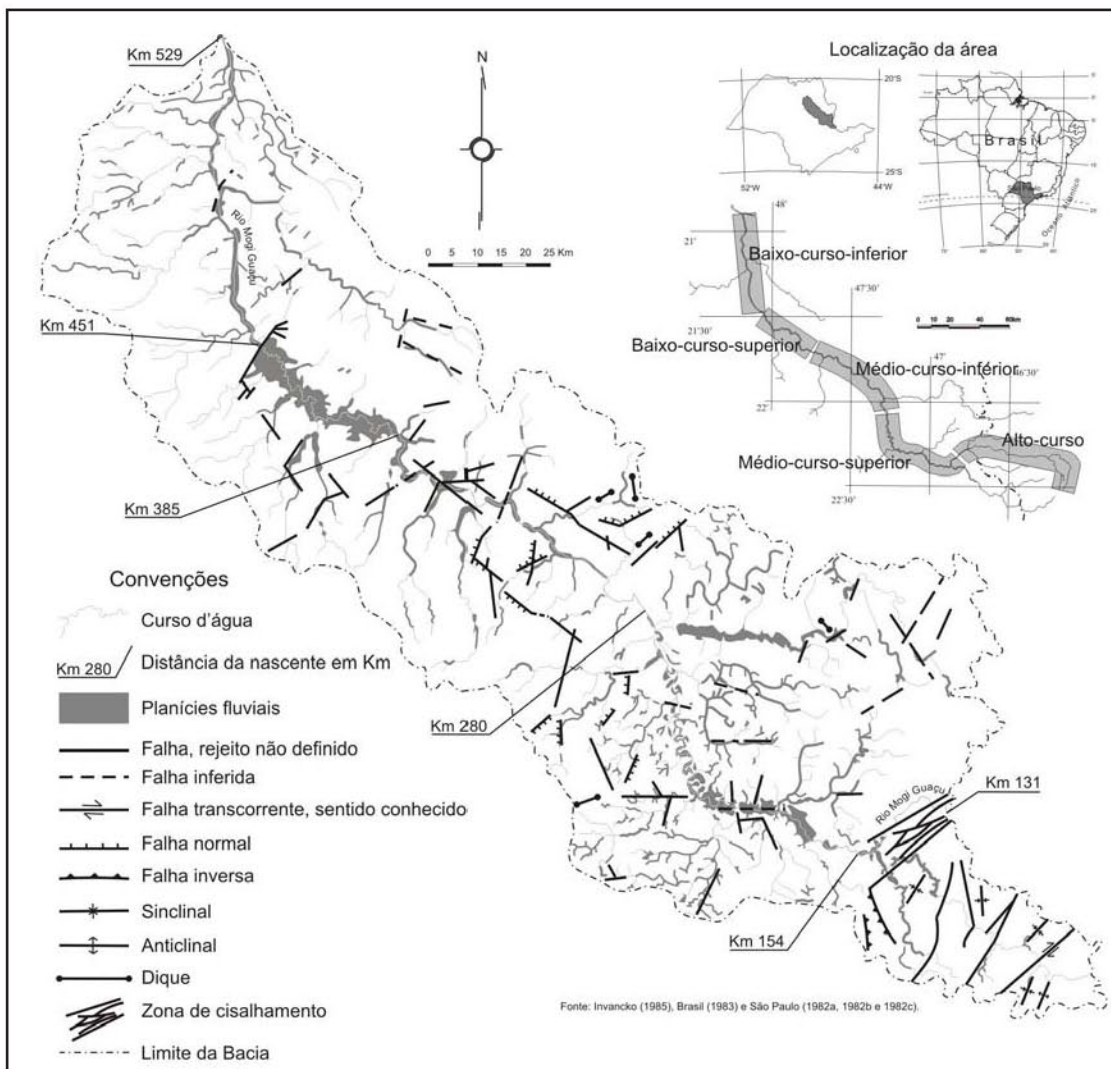 Km 529
N
0 5 10 15 20 25 Km
Rio Mogi Guaçu
Km 451
Km 385
Km 280
Km 131
Rio Mogi Guaçu
Km 154
Localização da área
20°S
25°S
52°W
44°W
Brasil
Oceano Atlântico
48'
21'
Baixo-curso-inferior
47'30'
21'30'
Baixo-curso-superior
0 10 20 40 60km
Médio-curso-inferior
47'
46'30'
22'
Alto-curso
Médio-curso-superior
22'30'
Convenções
Curso d'água
Km 280
Distância da nascente em Km
Planícies fluviais
Falha, rejeito não definido
Falha inferida
Falha transcorrente, sentido conhecido
Falha normal
Falha inversa
Sinclinal
Anticlinal
Dique
Zona de cisalhamento
Limite da Bacia
Fonte: Invancko (1985), Brasil (1983) e São Paulo (1982a, 1982b e 1982c).